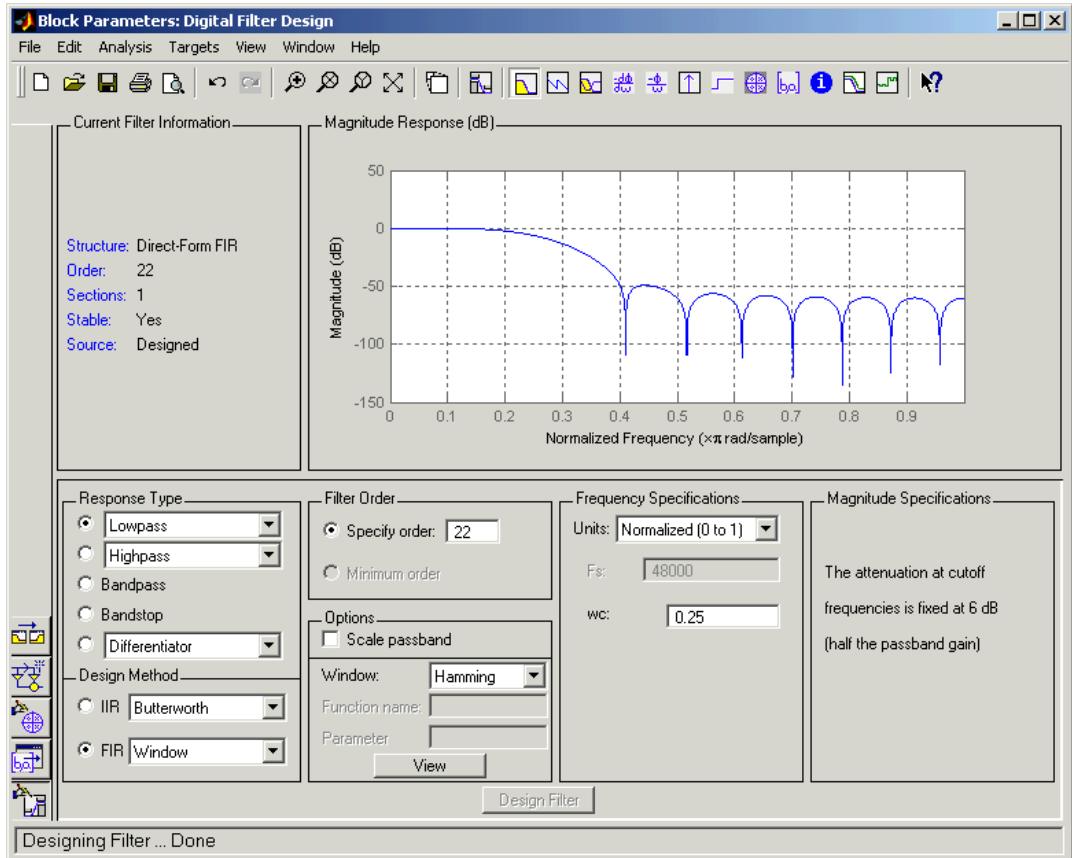 Block Parameters: Digital Filter Design
File Edit Analysis Targets View Window Help
Current Filter Information
Structure: Direct-Form FIR
Order: 22
Sections: 1
Stable: Yes
Source: Designed
Magnitude Response (dB)
Magnitude (dB)
50
0
-50
-100
-150
0 0.1 0.2 0.3 0.4 0.5 0.6 0.7 0.8 0.9
Normalized Frequency (×π rad/sample)
Response Type
Lowpass
Highpass
Bandpass
Bandstop
Differentiator
Design Method
IIR Butterworth
FIR Window
Filter Order
Specify order: 22
Minimum order
Options
Scale passband
Window: Hamming
Function name:
Parameter
View
Frequency Specifications
Units: Normalized (0 to 1)
Fs: 48000
wc: 0.25
Magnitude Specifications
The attenuation at cutoff
frequencies is fixed at 6 dB
(half the passband gain)
Design Filter
Designing Filter ... Done